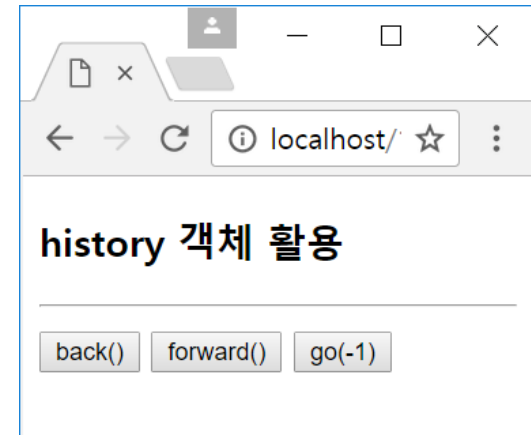 localhost/
history 객체 활용
back() forward() go(-1)